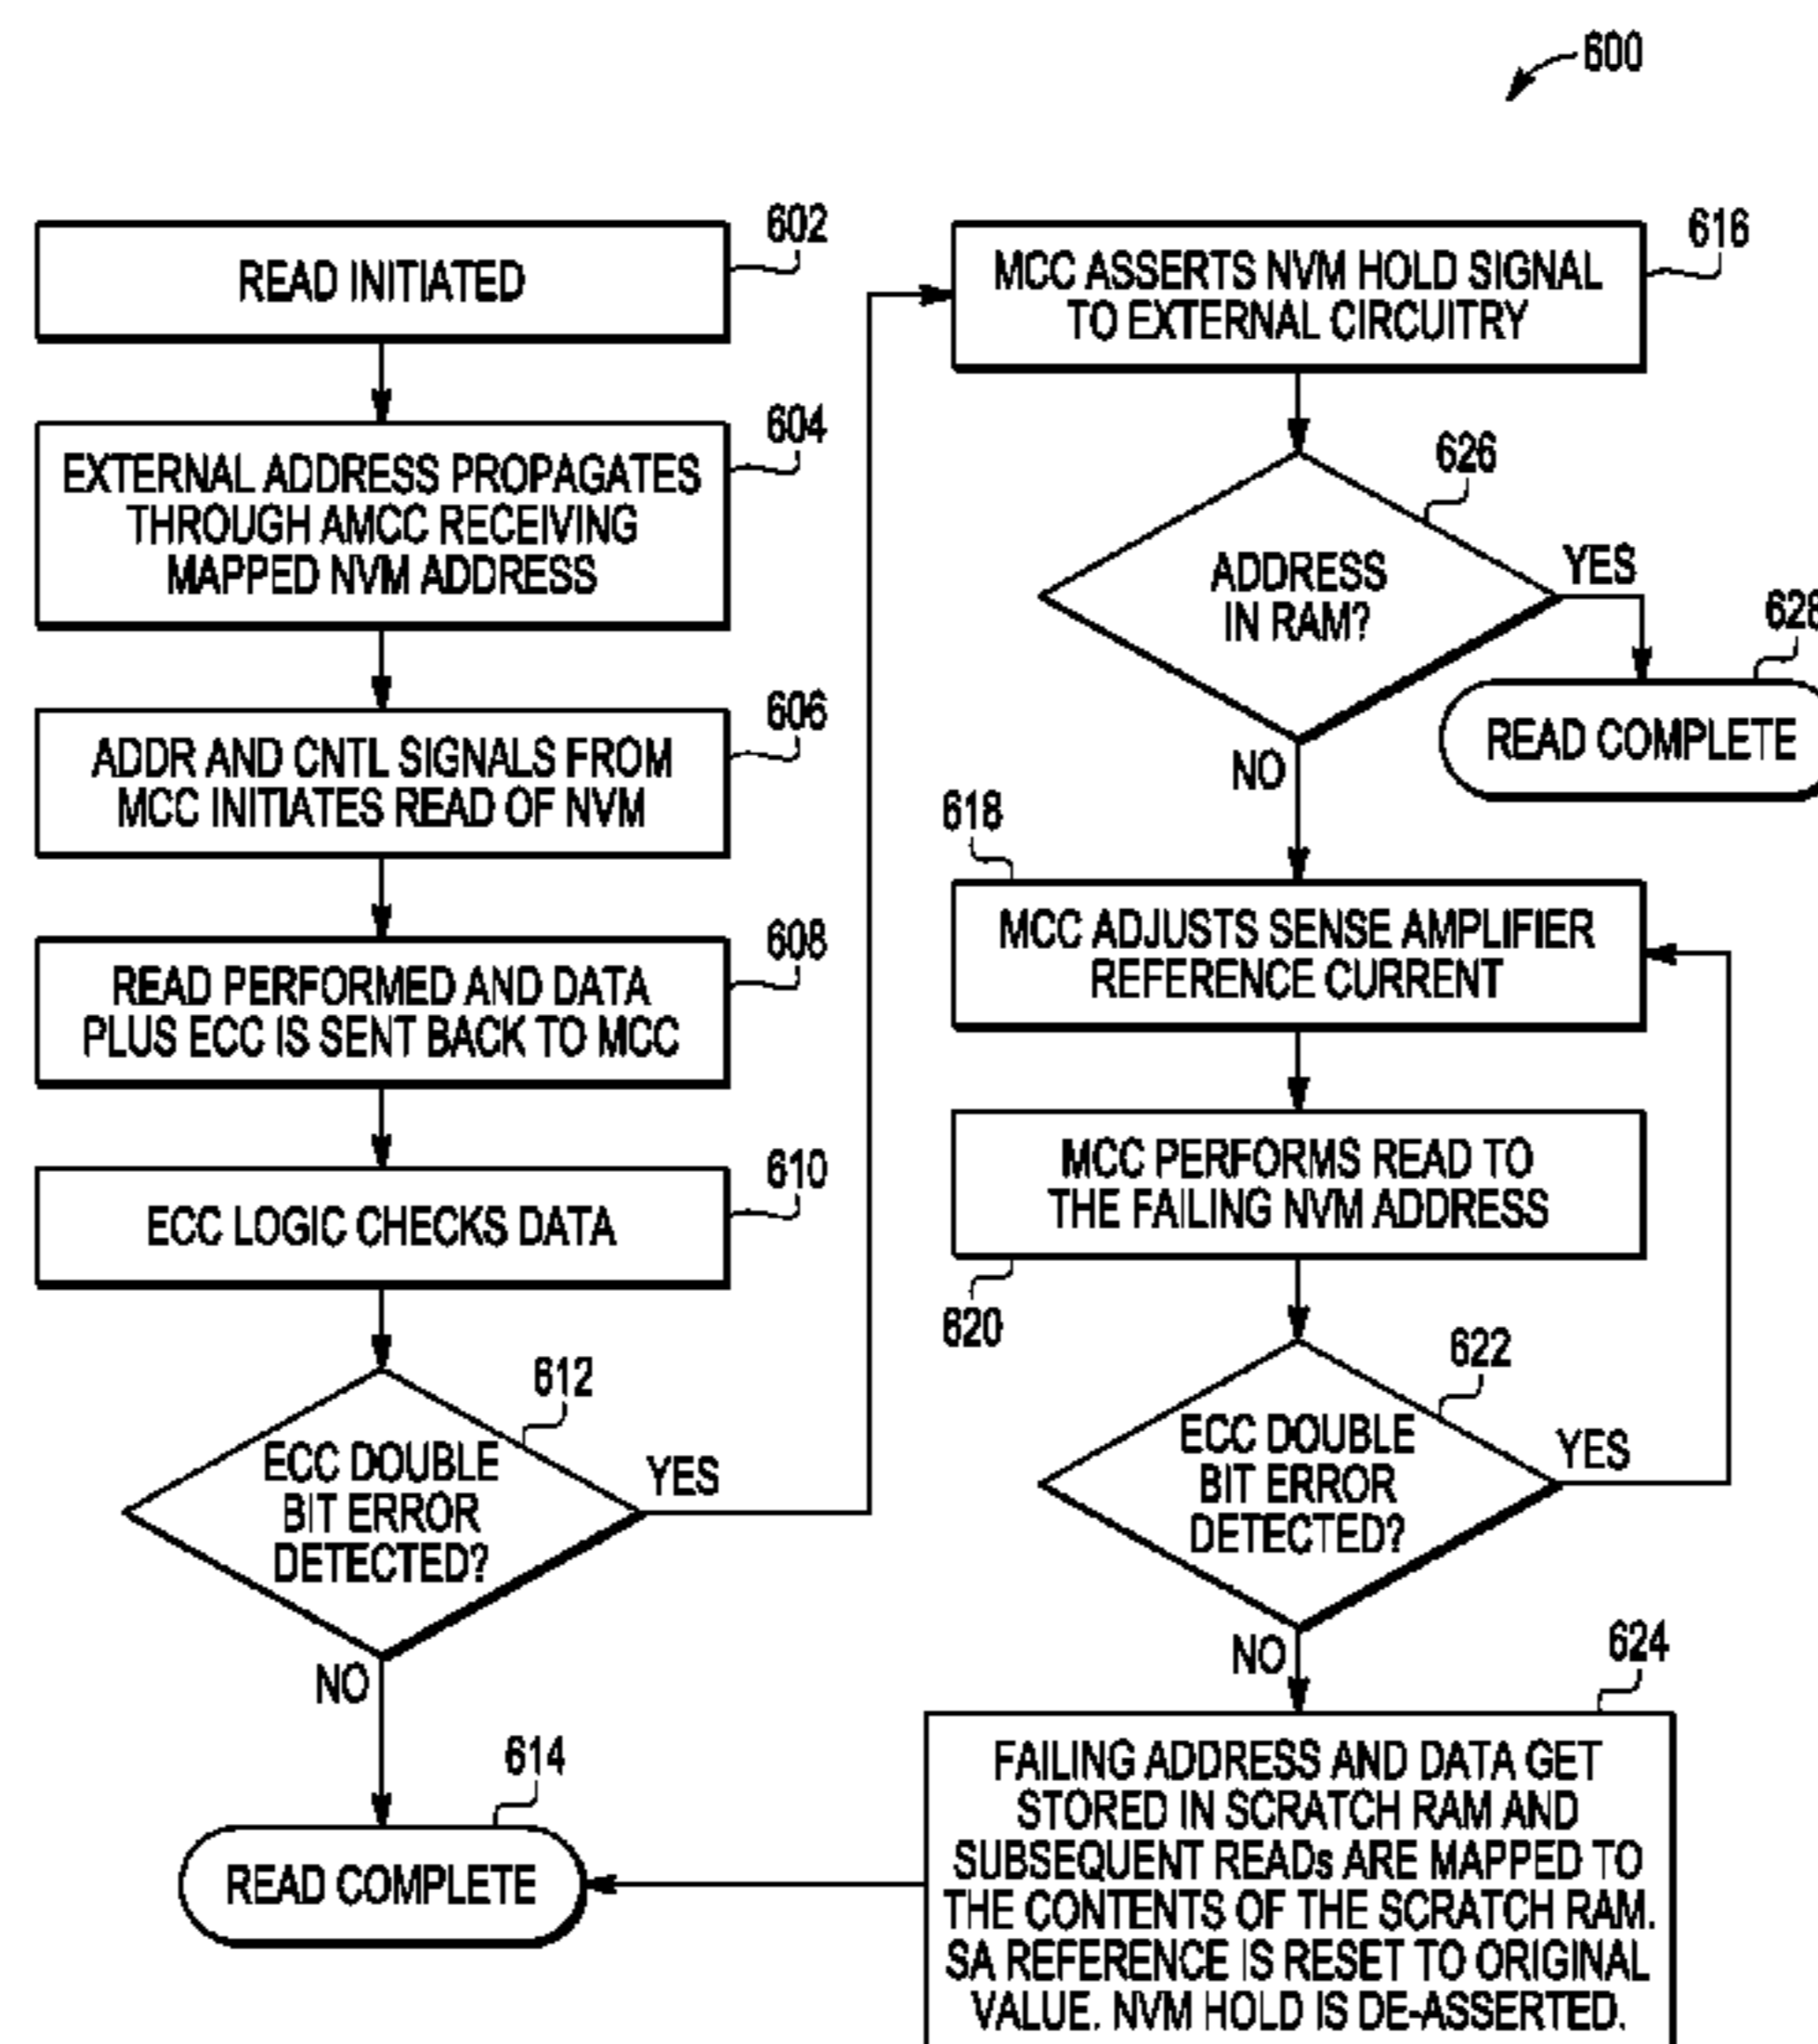 600
602
READ INITIATED
604
EXTERNAL ADDRESS PROPAGATES
THROUGH AMCC RECEIVING
MAPPED NVM ADDRESS
606
ADDR AND CNTL SIGNALS FROM
MCC INITIATES READ OF NVM
608
READ PERFORMED AND DATA
PLUS ECC IS SENT BACK TO MCC
610
ECC LOGIC CHECKS DATA
612
ECC DOUBLE
BIT ERROR
DETECTED?
YES
NO
614
READ COMPLETE
616
MCC ASSERTS NVM HOLD SIGNAL
TO EXTERNAL CIRCUITRY
626
ADDRESS
IN RAM?
YES
628
READ COMPLETE
NO
618
MCC ADJUSTS SENSE AMPLIFIER
REFERENCE CURRENT
MCC PERFORMS READ TO
THE FAILING NVM ADDRESS
620
622
ECC DOUBLE
BIT ERROR
DETECTED?
YES
NO
624
FAILING ADDRESS AND DATA GET
STORED IN SCRATCH RAM AND
SUBSEQUENT READs ARE MAPPED TO
THE CONTENTS OF THE SCRATCH RAM.
SA REFERENCE IS RESET TO ORIGINAL
VALUE. NVM HOLD IS DE-ASSERTED.